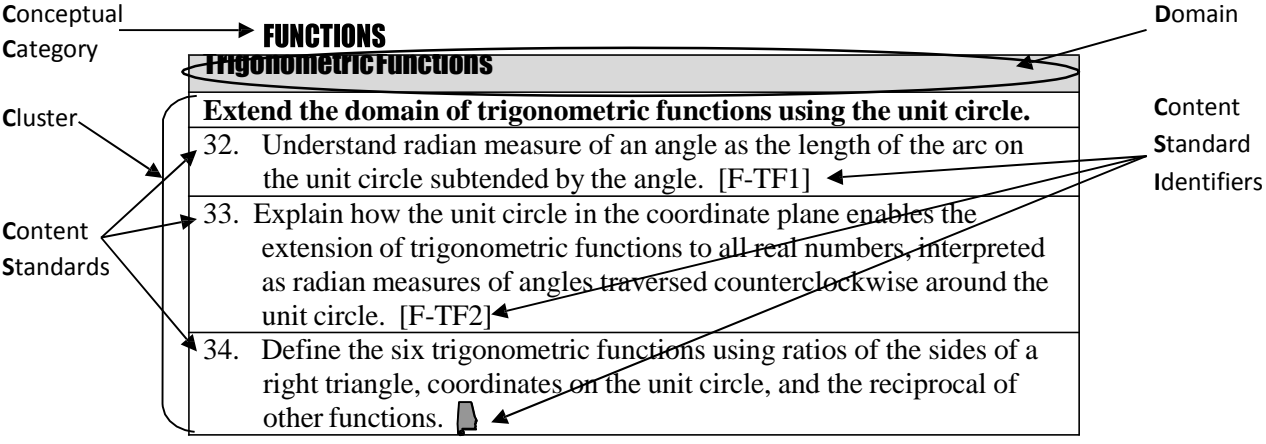 Conceptual
Category
FUNCTIONS
Domain
Trigonometric Functions
Cluster
Extend the domain of trigonometric functions using the unit circle.
Content
Standard
Identifiers
32. Understand radian measure of an angle as the length of the arc on
the unit circle subtended by the angle. [F-TF1]
Content
Standards
33. Explain how the unit circle in the coordinate plane enables the
extension of trigonometric functions to all real numbers, interpreted
as radian measures of angles traversed counterclockwise around the
unit circle. [F-TF2]
34. Define the six trigonometric functions using ratios of the sides of a
right triangle, coordinates on the unit circle, and the reciprocal of
other functions.